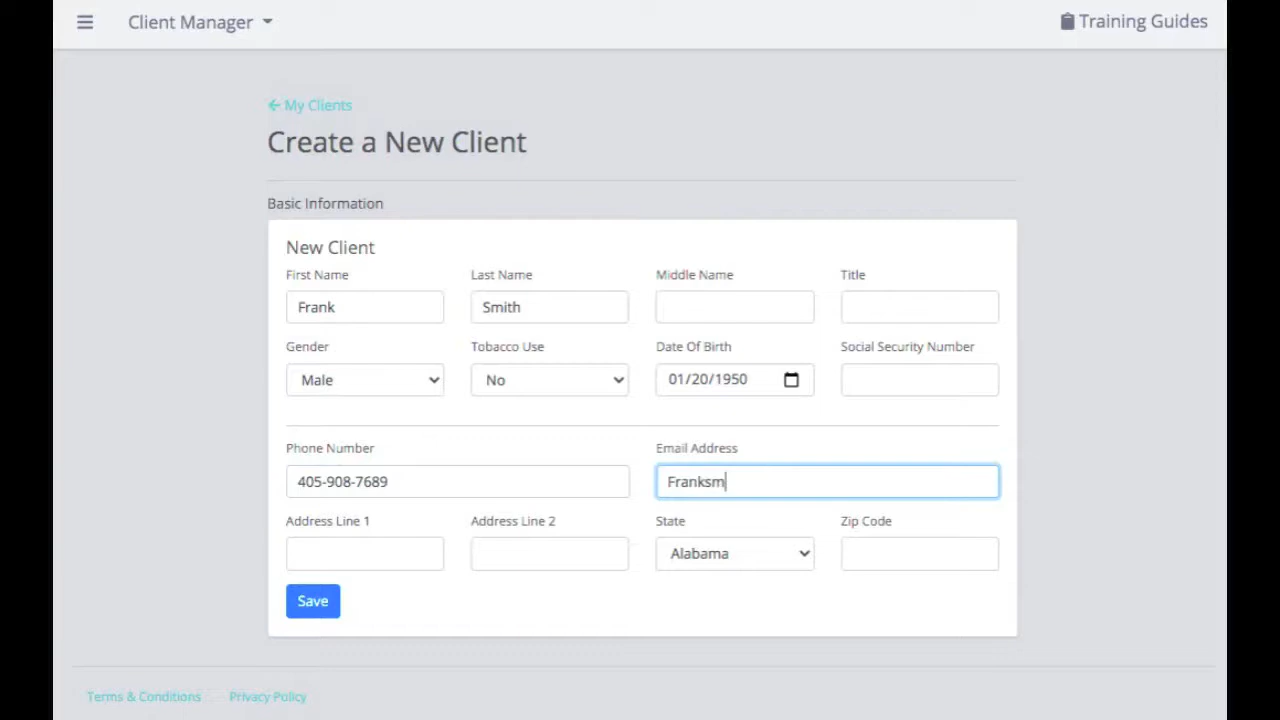 Client Manager
Training Guides
My Clients
Create a New Client
Basic Information
New Client
First Name Last Name Middle Name Title
Frank Smith
Gender Tobacco Use Date Of Birth Social Security Number
Male No 01/20/1950
Phone Number Email Address
405-908-7689 Franksm
Address Line 1 Address Line 2 State Zip Code
Alabama
Save
Terms & Conditions Privacy Policy